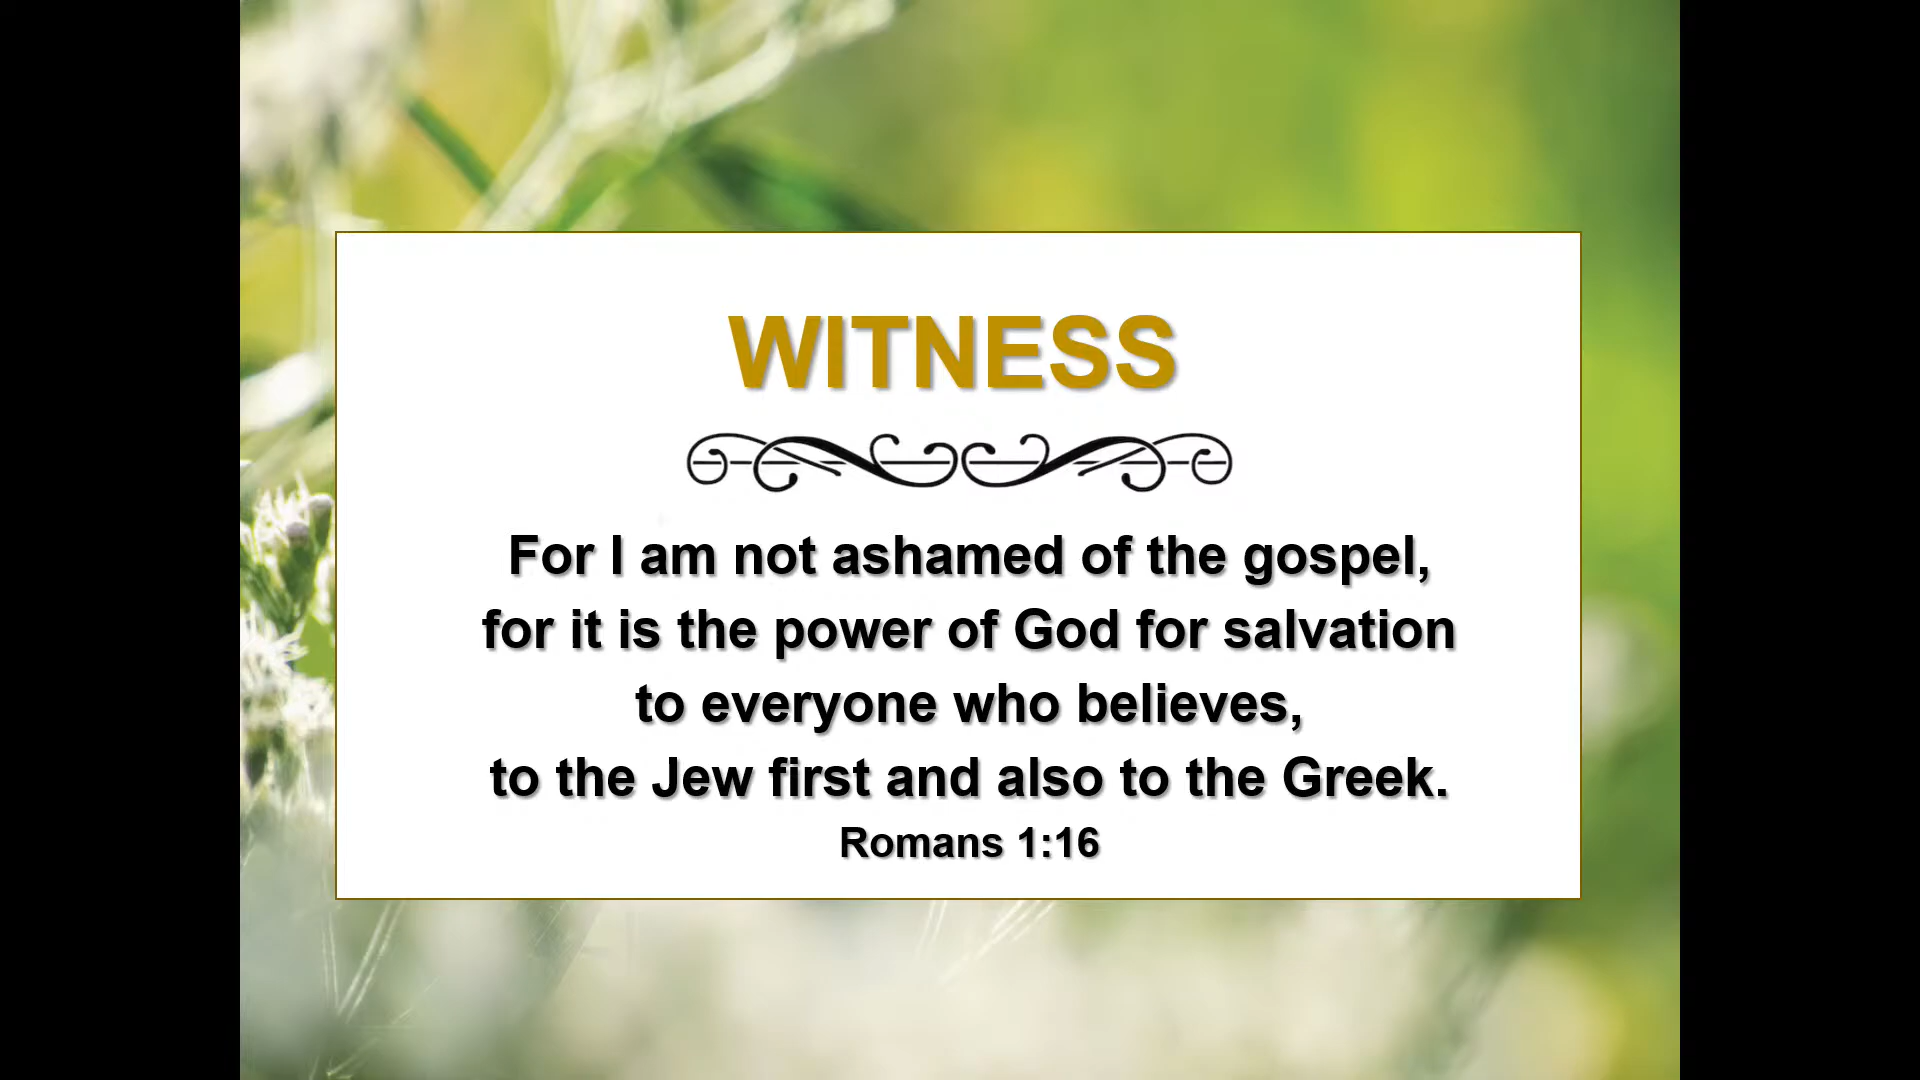 WITNESS
For I am not ashamed of the gospel,
for it is the power of God for salvation
to everyone who believes,
to the Jew first and also to the Greek.
Romans 1:16